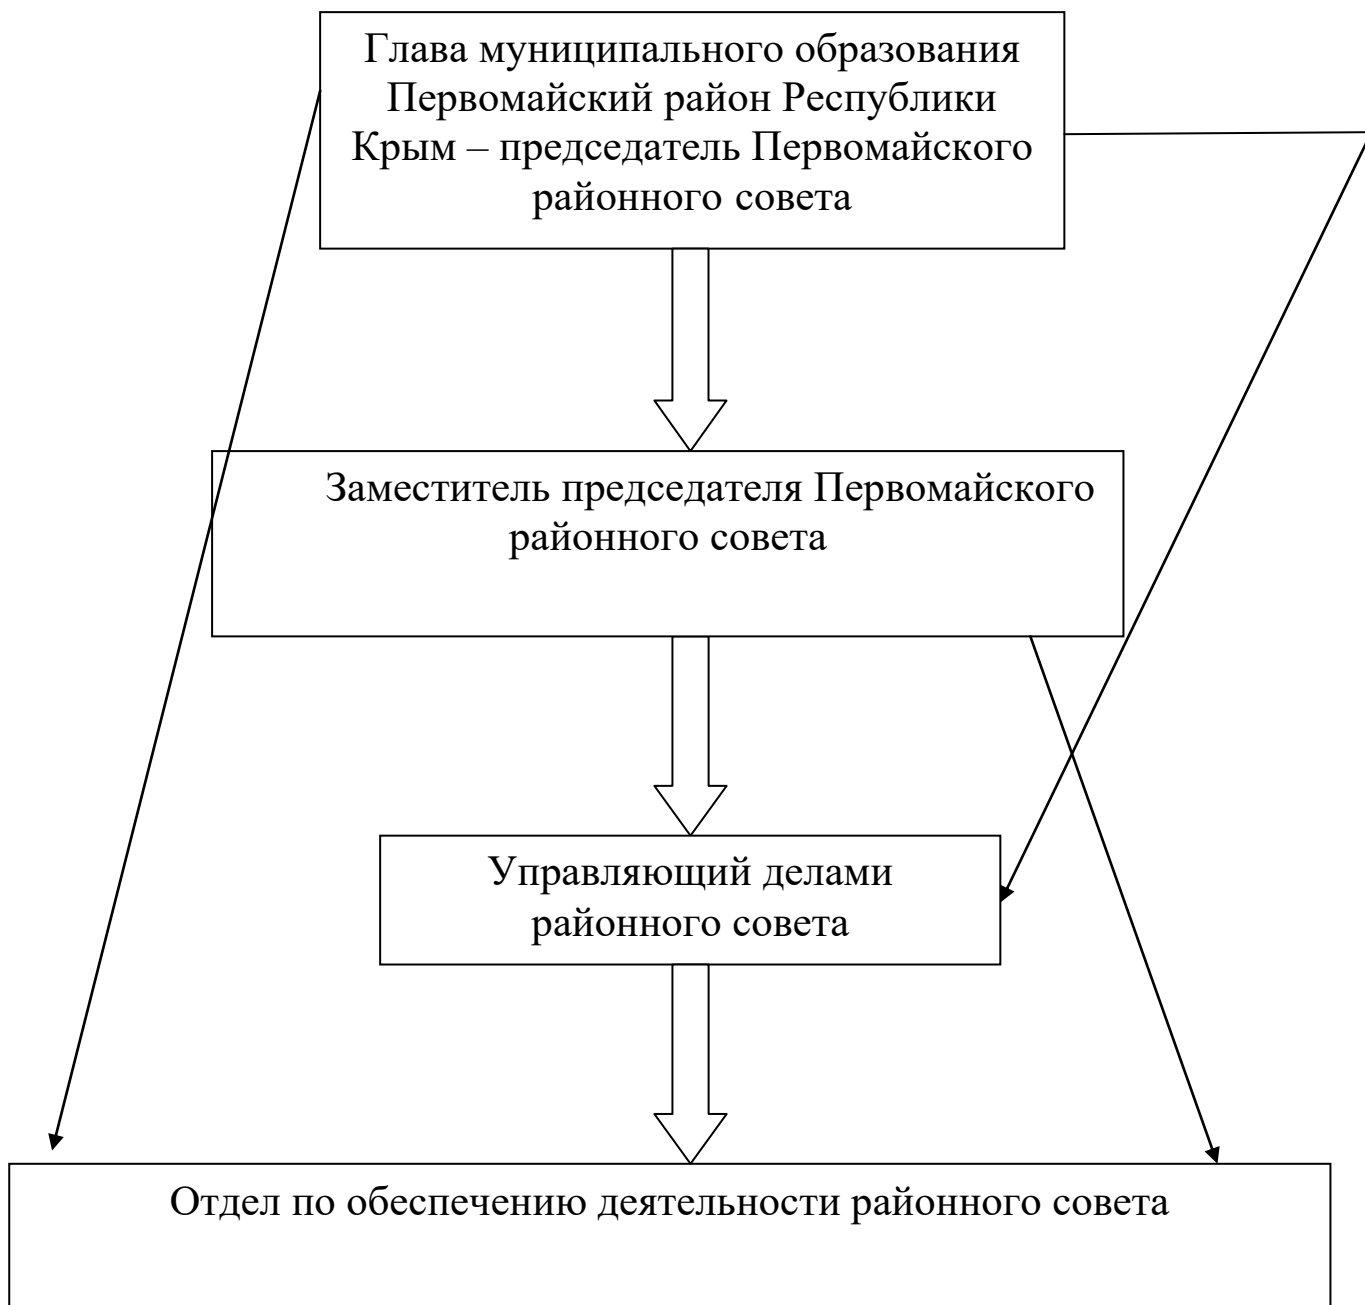 Глава муниципального образования
Первомайский район Республики
Крым – председатель Первомайского
районного совета
Заместитель председателя Первомайского
районного совета
Управляющий делами
районного совета
Отдел по обеспечению деятельности районного совета